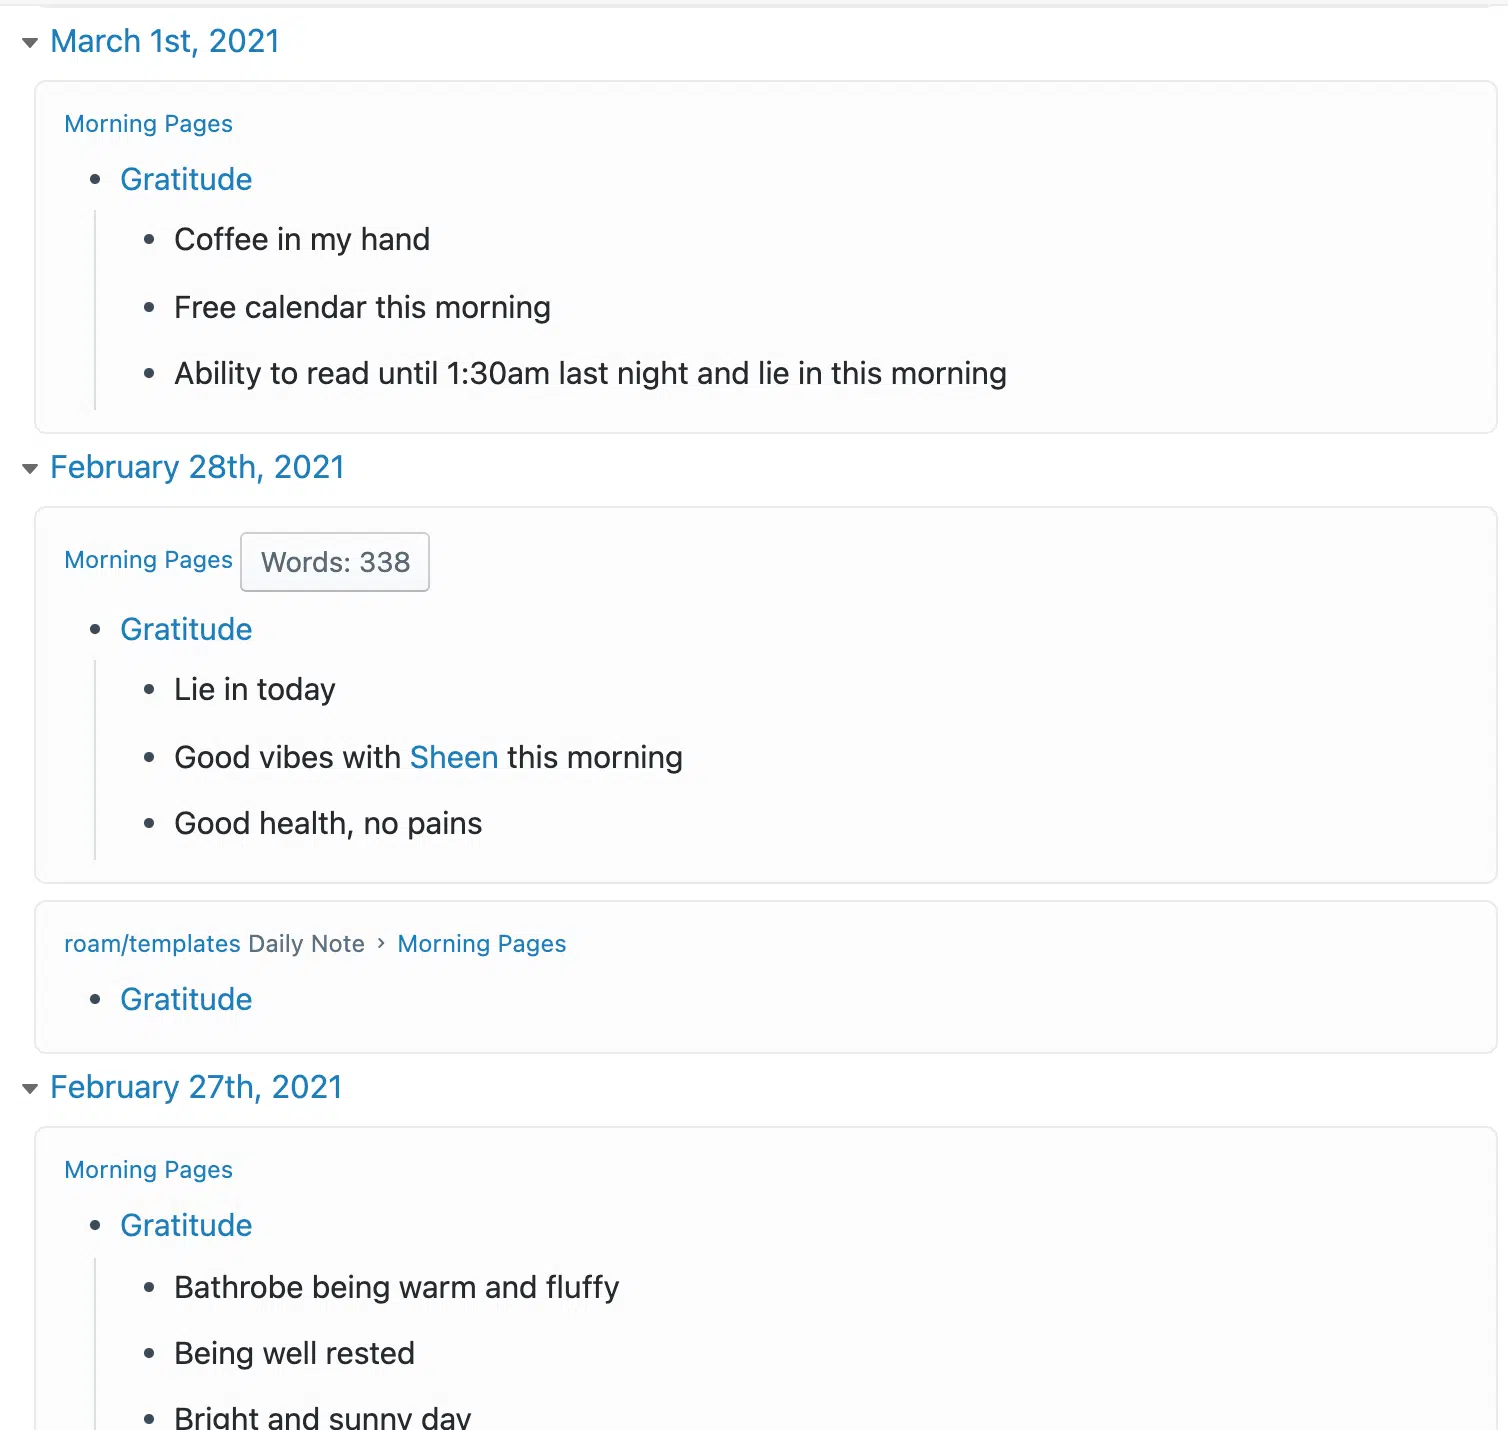 March 1st, 2021
Morning Pages
Gratitude
Coffee in my hand
Free calendar this morning
Ability to read until 1:30am last night and lie in this morning
February 28th, 2021
Morning Pages Words: 338
Gratitude
Lie in today
Good vibes with Sheen this morning
Good health, no pains
roam/templates Daily Note › Morning Pages
Gratitude
February 27th, 2021
Morning Pages
Gratitude
Bathrobe being warm and fluffy
Being well rested
Bright and sunny day